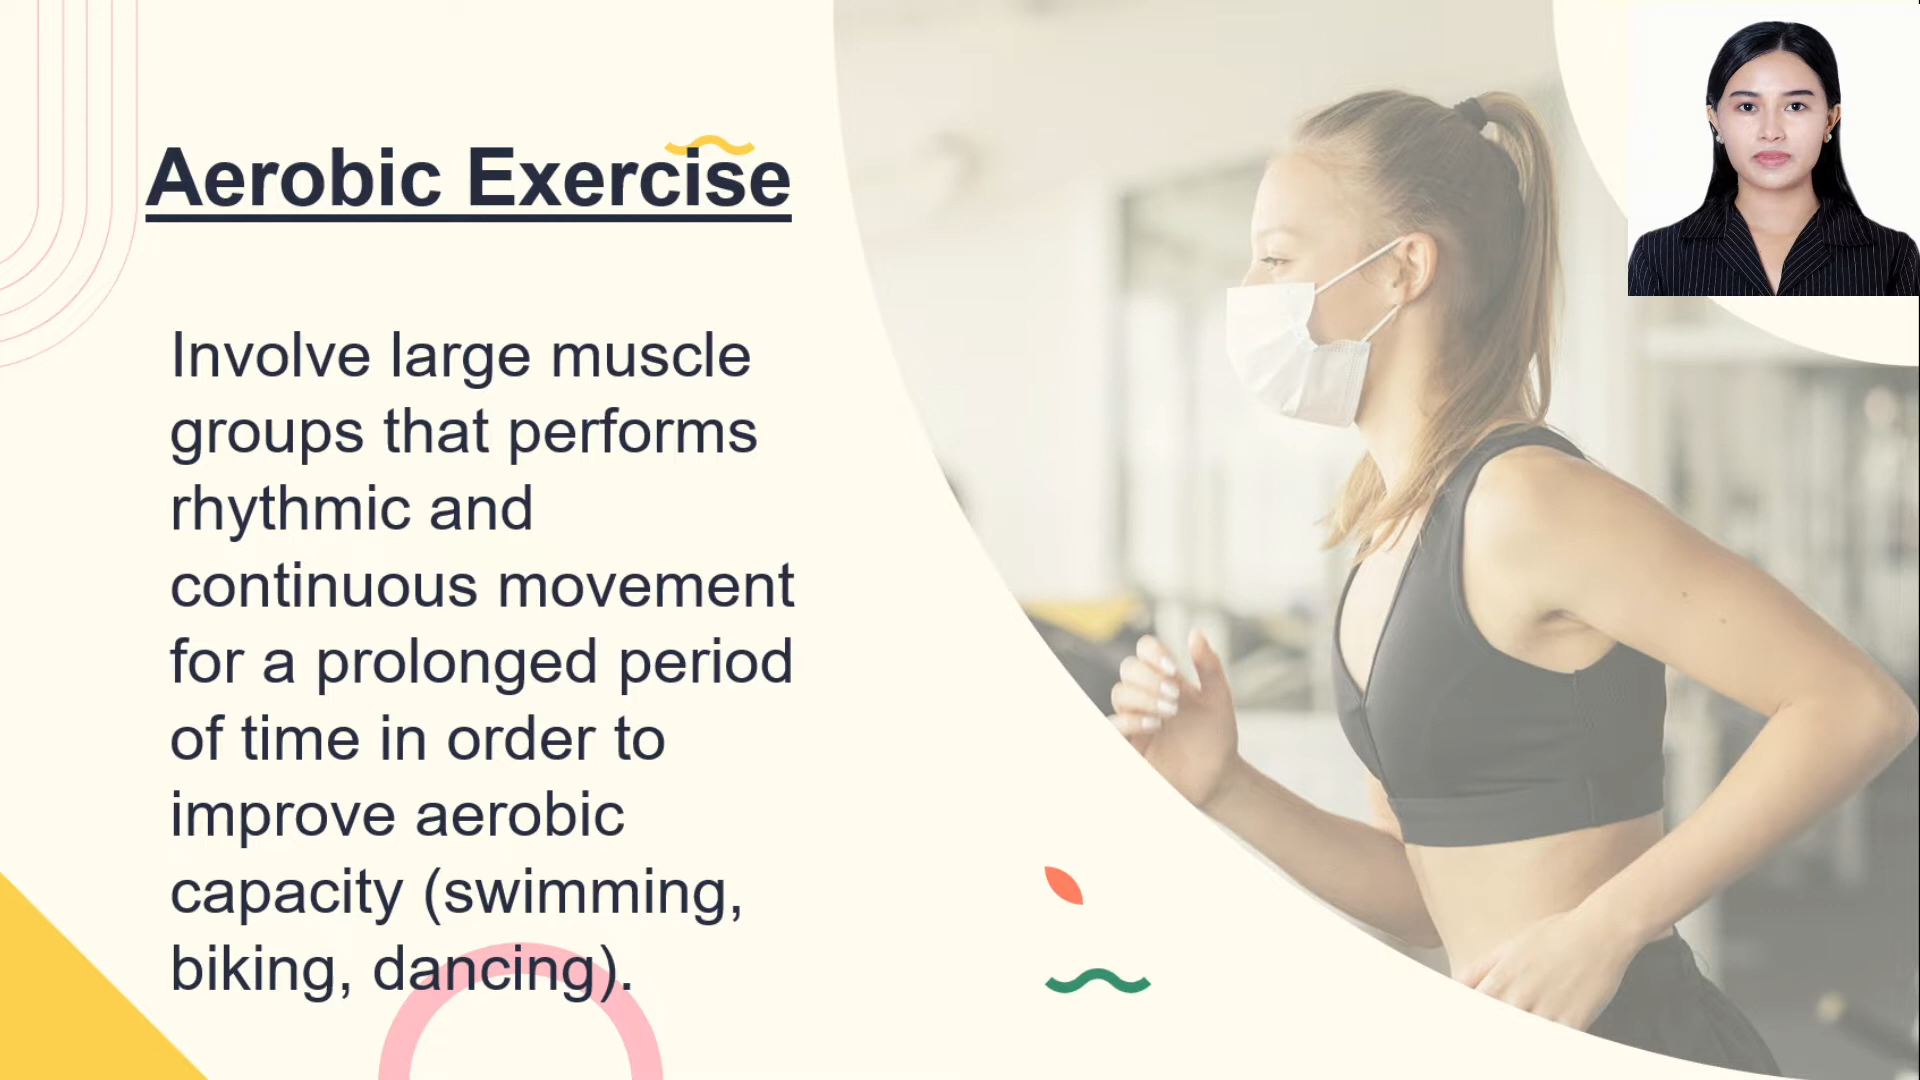 Aerobic Exercise
Involve large muscle
groups that performs
rhythmic and
continuous movement
for a prolonged period
of time in order to
improve aerobic
capacity (swimming,
biking, dancing).